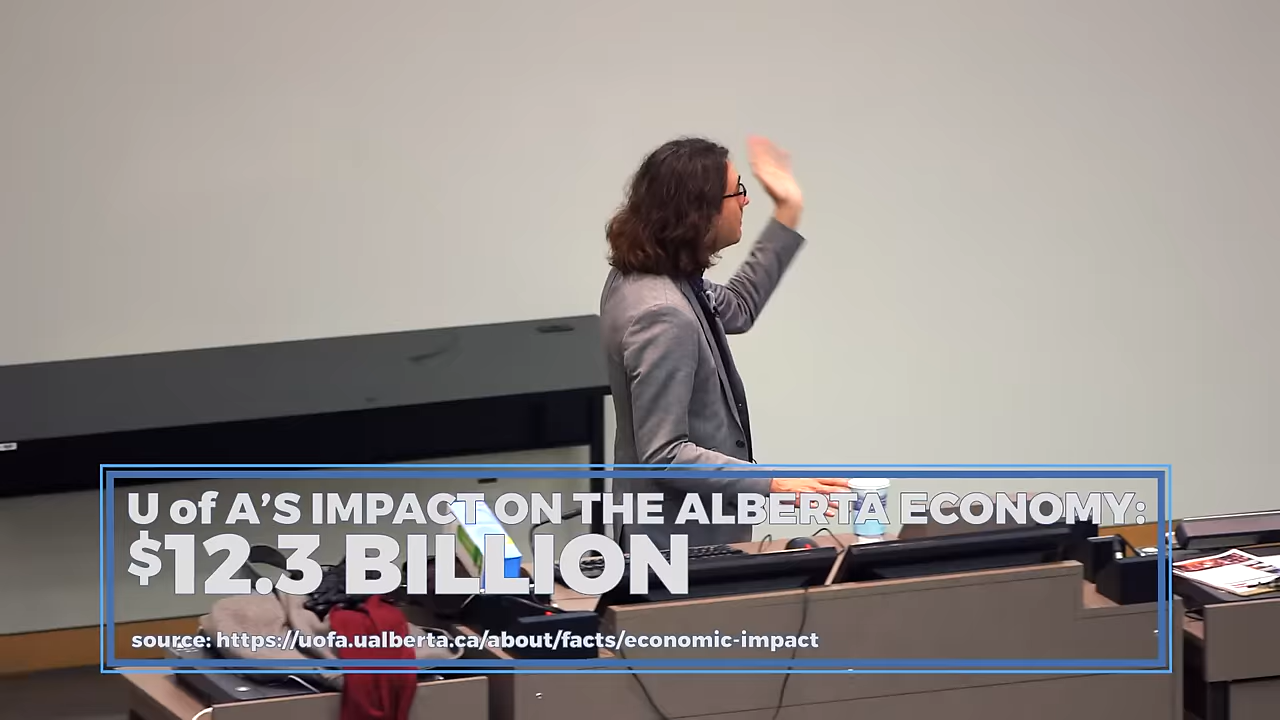 U of A'S IMPACT ON THE ALBERTA ECONOMY:
$12.3 BILLION
source: https://uofa.ualberta.ca/about/facts/economic-impact